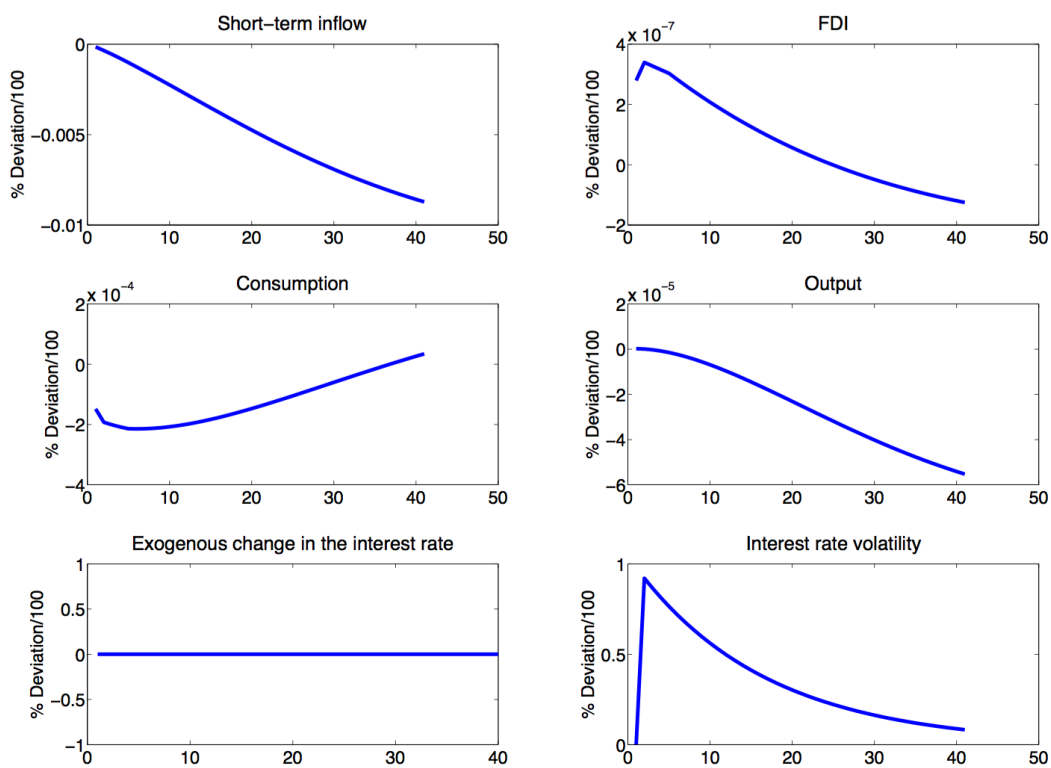 Short−term inflow
% Deviation/100
0
−0.005
−0.01
0 10 20 30 40 50
FDI
x 10−7
% Deviation/100
4
2
0
−2
0 10 20 30 40 50
Consumption
x 10−4
% Deviation/100
2
0
−2
−4
0 10 20 30 40 50
Output
x 10−5
% Deviation/100
2
0
−2
−4
−6
0 10 20 30 40 50
Exogenous change in the interest rate
% Deviation/100
1
0.5
0
−0.5
−1
0 10 20 30 40
Interest rate volatility
% Deviation/100
1
0.5
0
0 10 20 30 40 50